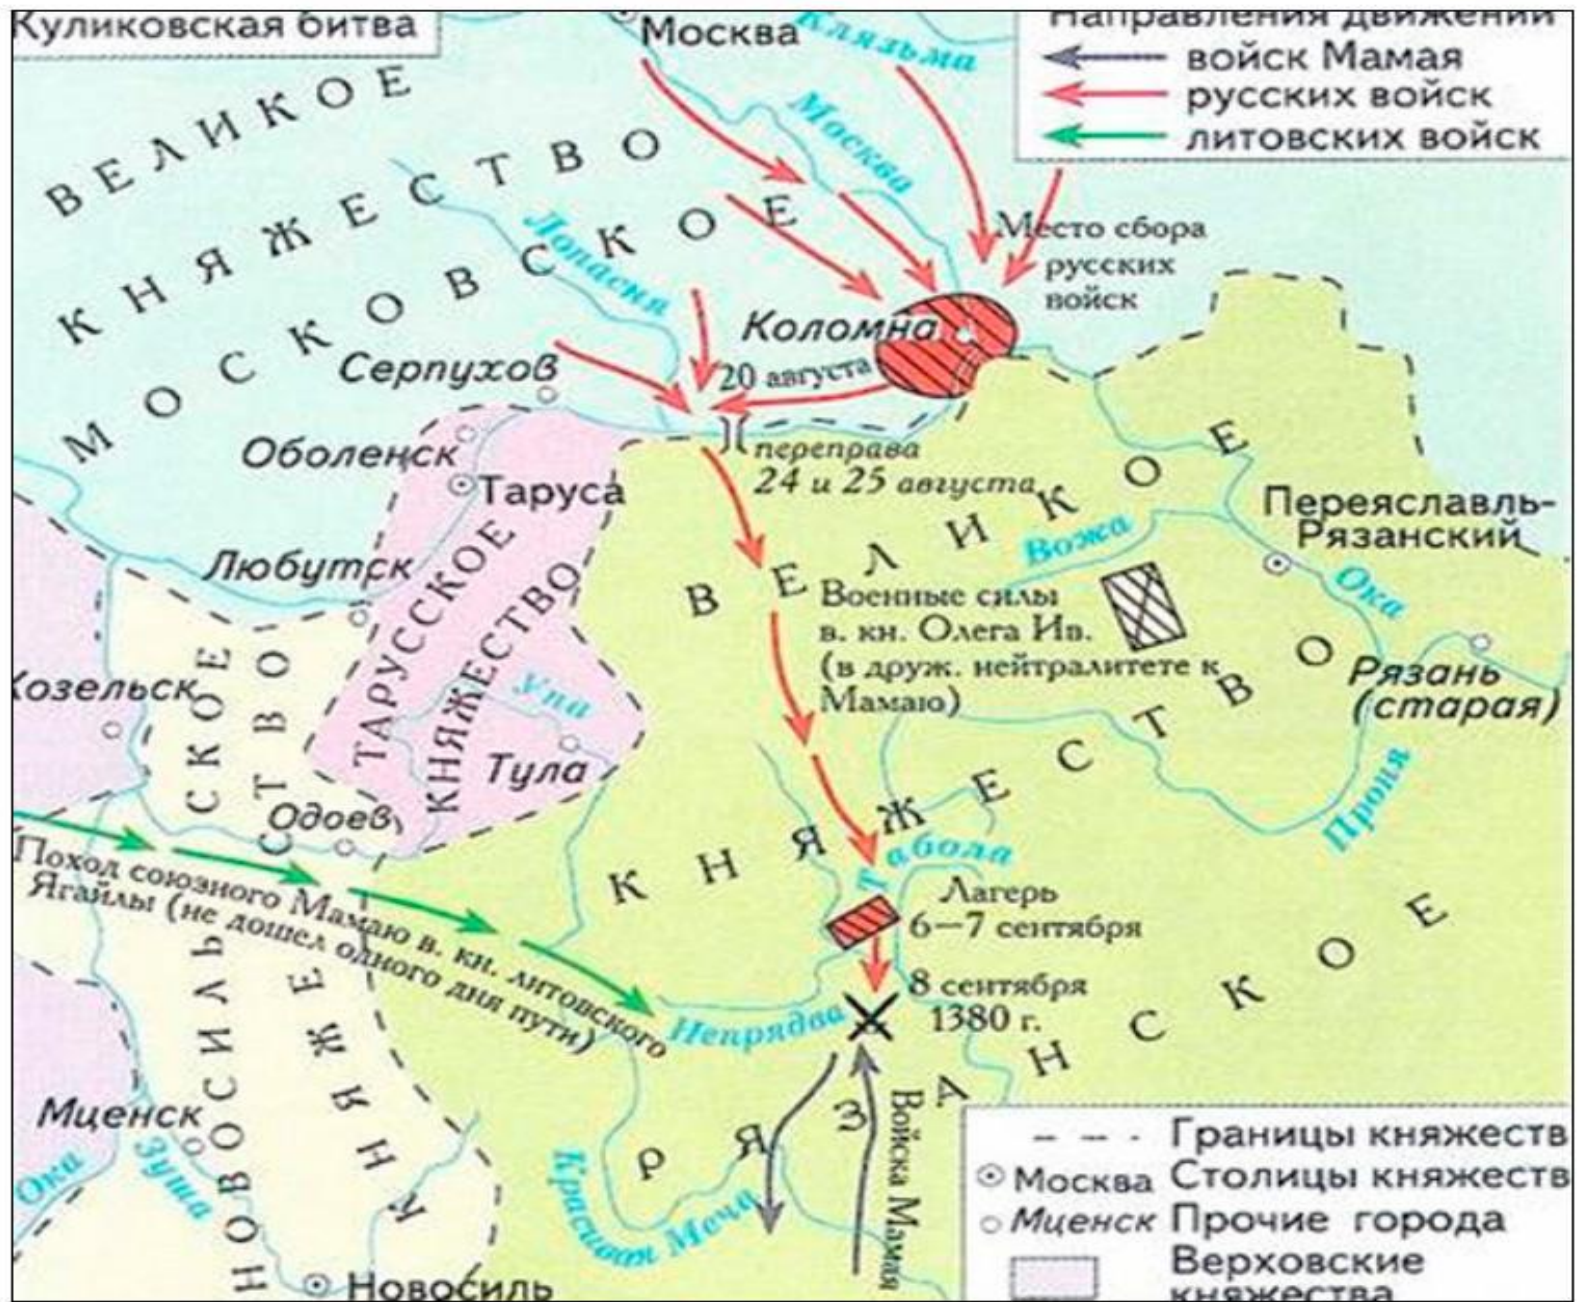 Куликовская битва
Москва
Клязьма
Направления движений
войск Мамая
русских войск
литовских войск
ВЕЛИКОЕ
КНЯЖЕСТВО
МОСКОВСКОЕ
Москва
Лопасня
Место сбора
русских
войск
Коломна
Серпухов
20 августа
Оболенск
Таруса
переправа
24 и 25 августа
ВЕЛИКОЕ
КНЯЖЕСТВО
РЯЗАНСКОЕ
Переяславль-
Рязанский
Вожа
Ока
Любутск
ТАРУССКОЕ
КНЯЖЕСТВО
Военные силы
в. кн. Олега Ив.
(в друж. нейтралитете к
Мамаю)
Рязань
(старая)
Козельск
Упа
Тула
Проня
Одоев
НОВОСИЛЬСКОЕ
КНЯЖЕСТВО
Поход союзного Мамаю в. кн. литовского
Ягайлы (не дошел одного дня пути)
Табола
Лагерь
6—7 сентября
8 сентября
1380 г.
Непрядва
Войска Мамая
Красивая Меча
Мценск
Зуша
Ока
Новосиль
Границы княжеств
Москва Столицы княжеств
Мценск Прочие города
Верховские
княжества